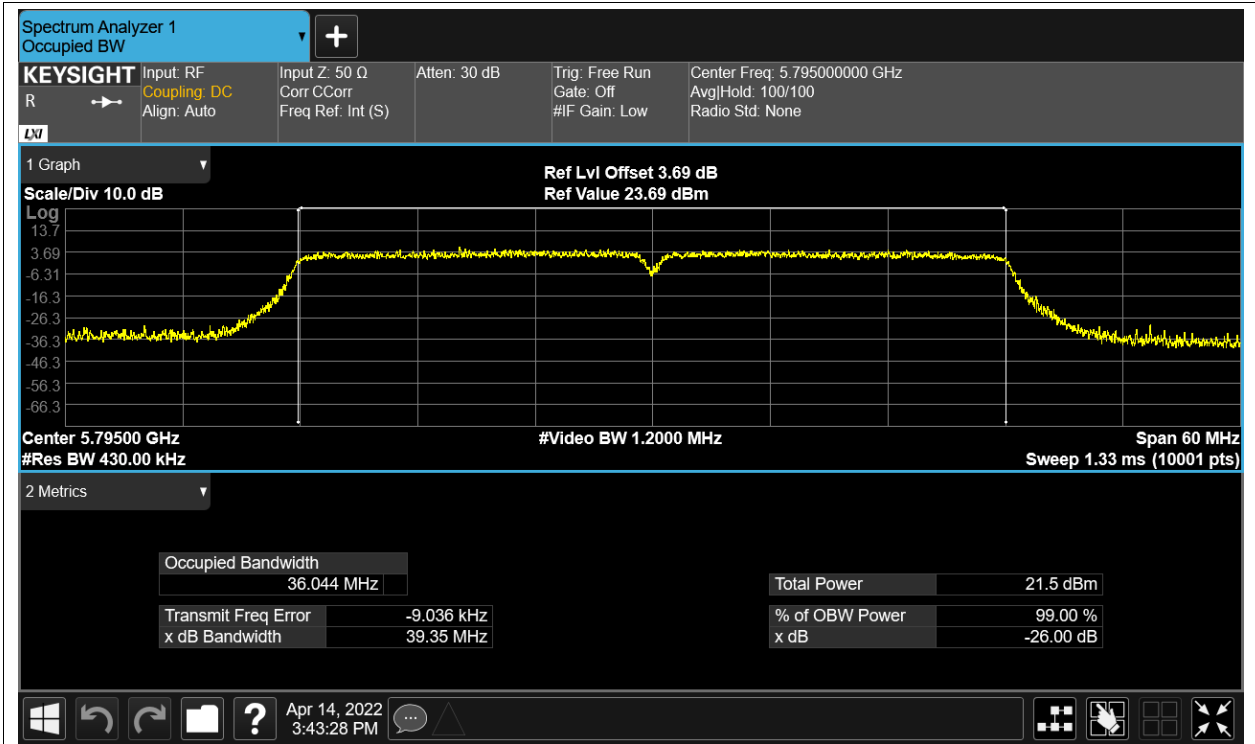 Spectrum Analyzer 1
Occupied BW
KEYSIGHT
R
LXI
Input: RF
Coupling: DC
Align: Auto
Input Z: 50 Ω
Corr CCorr
Freq Ref: Int (S)
Atten: 30 dB
Trig: Free Run
Gate: Off
#IF Gain: Low
Center Freq: 5.795000000 GHz
Avg|Hold: 100/100
Radio Std: None
1 Graph
Scale/Div 10.0 dB
Ref Lvl Offset 3.69 dB
Ref Value 23.69 dBm
Log
13.7
3.69
-6.31
-16.3
-26.3
-36.3
-46.3
-56.3
-66.3
Center 5.79500 GHz
#Res BW 430.00 kHz
#Video BW 1.2000 MHz
Span 60 MHz
Sweep 1.33 ms (10001 pts)
2 Metrics
Occupied Bandwidth
36.044 MHz
Transmit Freq Error -9.036 kHz
x dB Bandwidth 39.35 MHz
Total Power 21.5 dBm
% of OBW Power 99.00 %
x dB -26.00 dB
Apr 14, 2022
3:43:28 PM